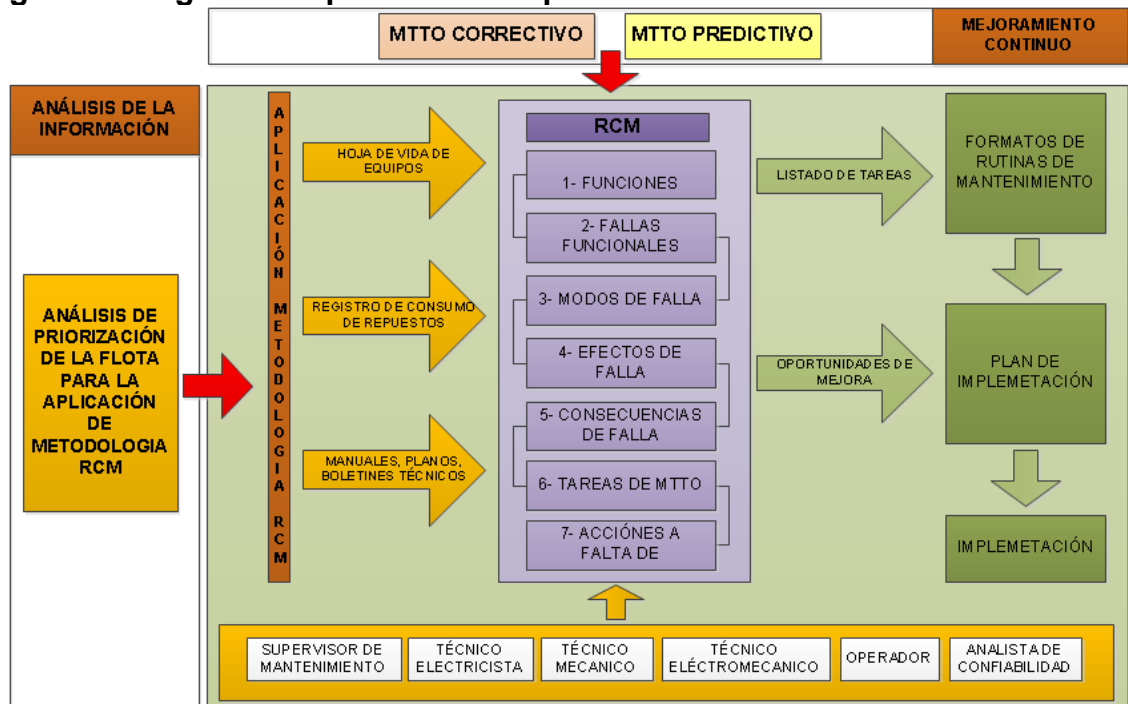 MTTO CORRECTIVO
MTTO PREDICTIVO
MEJORAMIENTO
CONTINUO
ANÁLISIS DE LA
INFORMACIÓN
ANÁLISIS DE
PRIORIZACIÓN
DE LA FLOTA
PARA LA
APLICACIÓN
DE
METODOLOGIA
RCM
APLICACIÓN METODOLOGIA RCM
HOJA DE VIDA DE
EQUIPOS
REGISTRO DE CONSUMO
DE REPUESTOS
MANUALES, PLANOS,
BOLETINES TÉCNICOS
RCM
1- FUNCIONES
2- FALLAS
FUNCIONALES
3- MODOS DE FALLA
4- EFECTOS DE
FALLA
5- CONSECUENCIAS
DE FALLA
6- TAREAS DE MTTO
7- ACCIÓNES A
FALTA DE
LISTADO DE TAREAS
OPORTUNIDADES DE
MEJORA
FORMATOS DE
RUTINAS DE
MANTENIMIENTO
PLAN DE
IMPLEMETACIÓN
IMPLEMETACIÓN
SUPERVISOR DE
MANTENIMIENTO
TÉCNICO
ELECTRICISTA
TÉCNICO
MECANICO
TÉCNICO
ELÉCTROMECANICO
OPERADOR
ANALISTA DE
CONFIABILIDAD